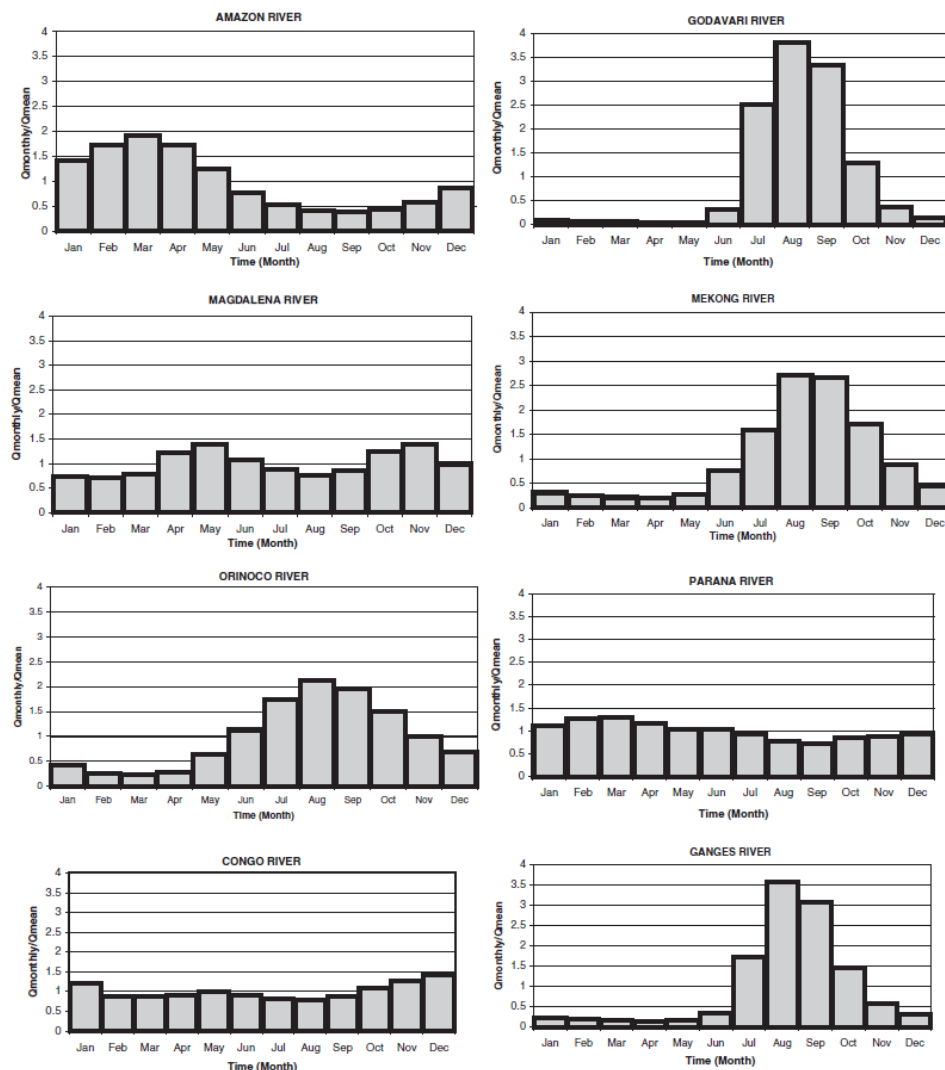 AMAZON RIVER
4
3.5
3
2.5
2
1.5
1
0.5
0
Qmonthly/Qmean
Jan Feb Mar Apr May Jun Jul Aug Sep Oct Nov Dec
Time (Month)
GODAVARI RIVER
4
3.5
3
2.5
2
1.5
1
0.5
0
Qmonthly/Qmean
Jan Feb Mar Apr May Jun Jul Aug Sep Oct Nov Dec
Time (Month)
MAGDALENA RIVER
4
3.5
3
2.5
2
1.5
1
0.5
0
Qmonthly/Qmean
Jan Feb Mar Apr May Jun Jul Aug Sep Oct Nov Dec
Time (Month)
MEKONG RIVER
4
3.5
3
2.5
2
1.5
1
0.5
0
Qmonthly/Qmean
Jan Feb Mar Apr May Jun Jul Aug Sep Oct Nov Dec
Time (Month)
ORINOCO RIVER
4
3.5
3
2.5
2
1.5
1
0.5
0
Qmonthly/Qmean
Jan Feb Mar Apr May Jun Jul Aug Sep Oct Nov Dec
Time (Month)
PARANA RIVER
4
3.5
3
2.5
2
1.5
1
0.5
0
Qmonthly/Qmean
Jan Feb Mar Apr May Jun Jul Aug Sep Oct Nov Dec
Time (Month)
CONGO RIVER
4
3.5
3
2.5
2
1.5
1
0.5
0
Qmonthly/Qmean
Jan Feb Mar Apr May Jun Jul Aug Sep Oct Nov Dec
Time (Month)
GANGES RIVER
4
3.5
3
2.5
2
1.5
1
0.5
0
Qmonthly/Qmean
Jan Feb Mar Apr May Jun Jul Aug Sep Oct Nov Dec
Time (Month)